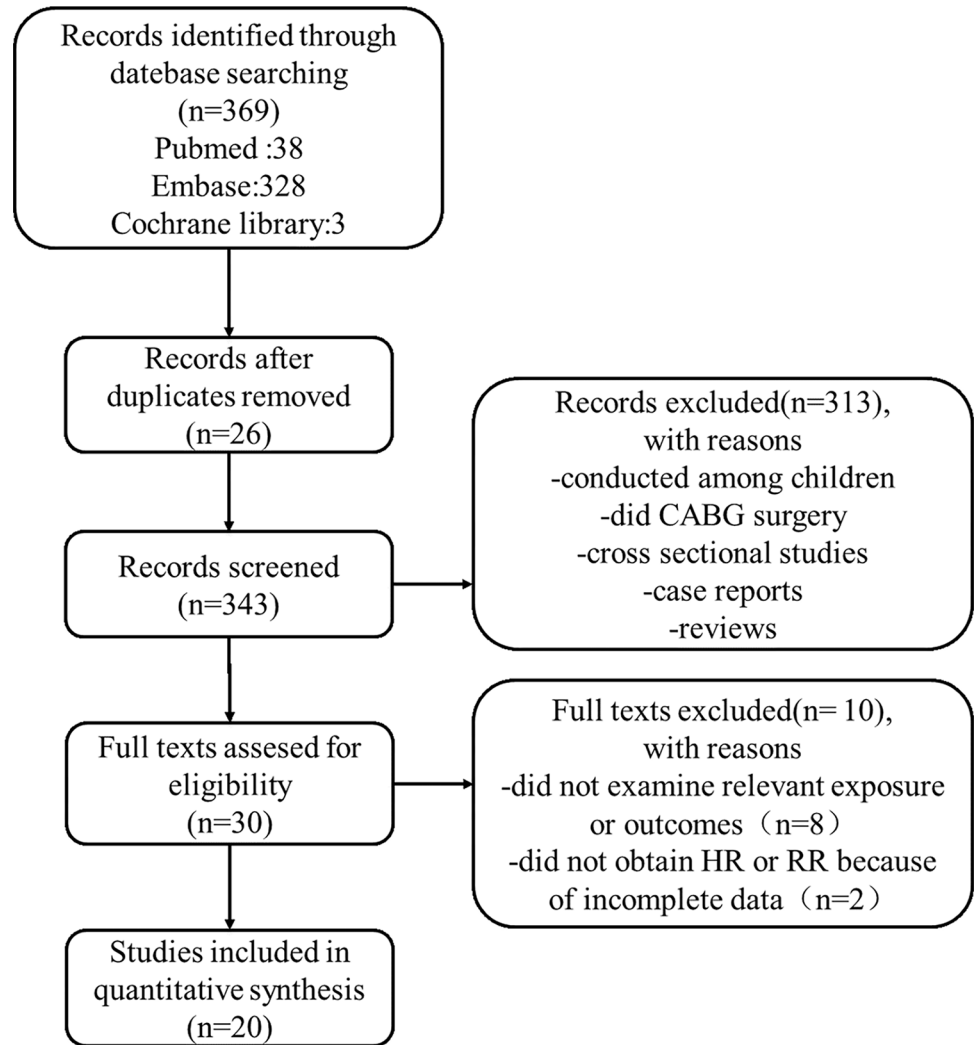 Records identified through
datebase searching
(n=369)
Pubmed :38
Embase:328
Cochrane library:3
Records after
duplicates removed
(n=26)
Records screened
(n=343)
Records excluded(n=313),
with reasons
-conducted among children
-did CABG surgery
-cross sectional studies
-case reports
-reviews
Full texts assesed for
eligibility
(n=30)
Full texts excluded(n= 10),
with reasons
-did not examine relevant exposure
or outcomes（n=8）
-did not obtain HR or RR because
of incomplete data（n=2）
Studies included in
quantitative synthesis
(n=20)